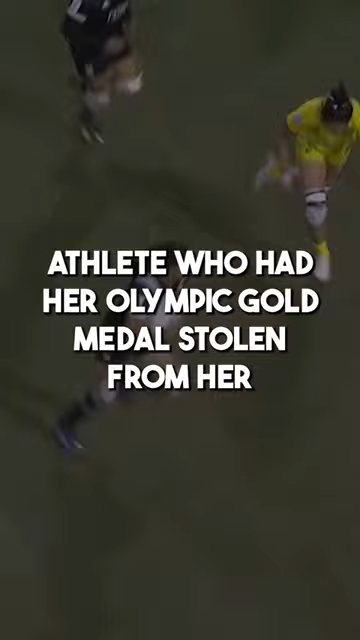 ATHLETE WHO HAD
HER OLYMPIC GOLD
MEDAL STOLEN
FROM HER